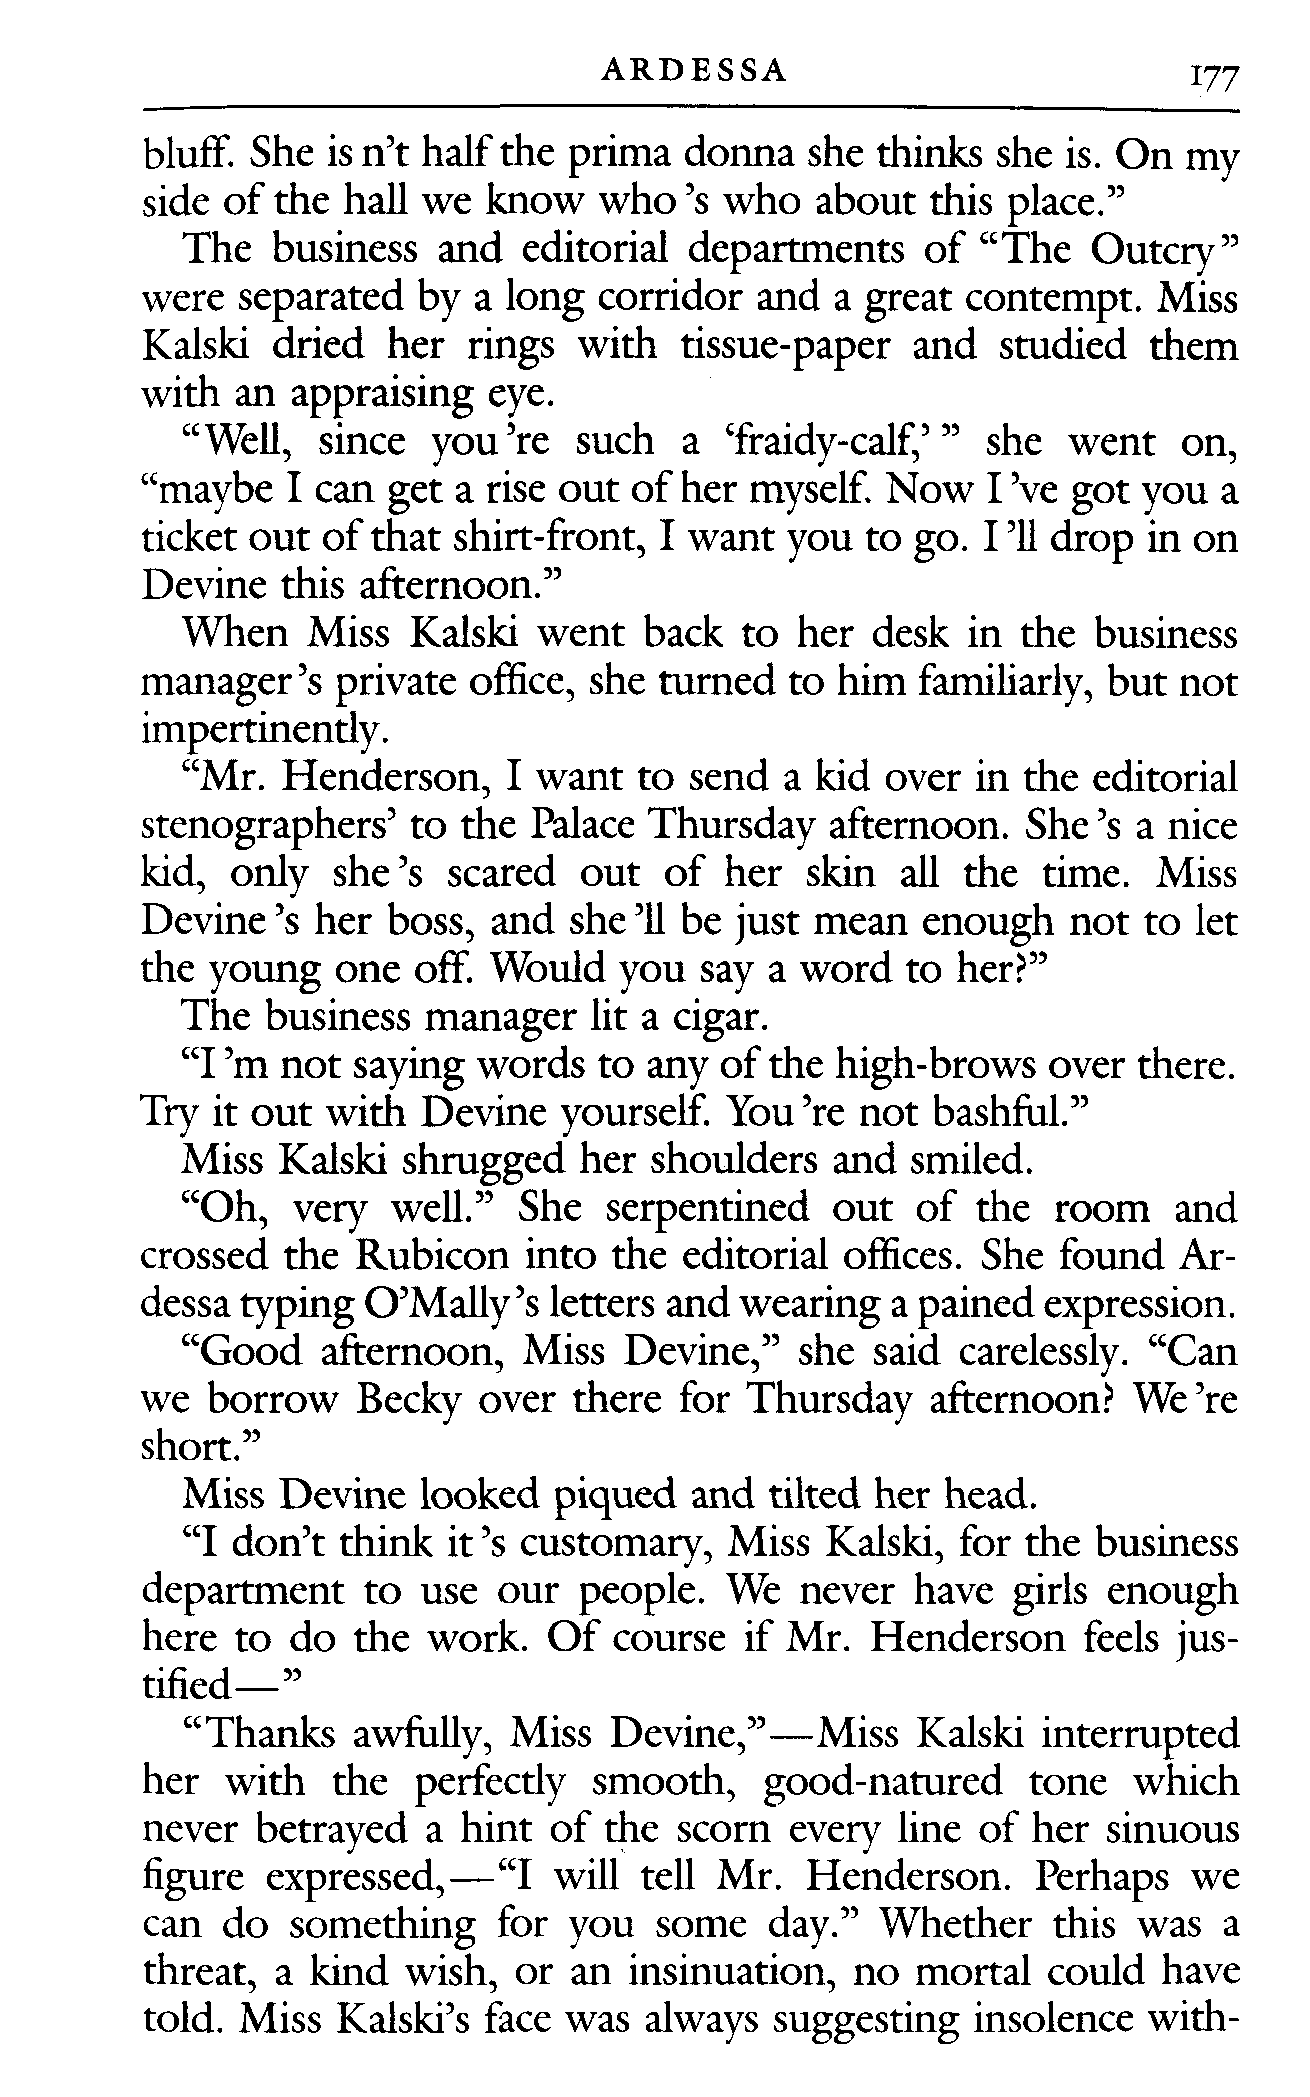 ARDESSA 177
bluff. She is n’t half the prima donna she thinks she is. On my
side of the hall we know who ’s who about this place.”
The business and editorial departments of “The Outcry”
were separated by a long corridor and a great contempt. Miss
Kalski dried her rings with tissue-paper and studied them
with an appraising eye.
“Well, since you ’re such a ‘fraidy-calf,’ ” she went on,
“maybe I can get a rise out of her myself. Now I ’ve got you a
ticket out of that shirt-front, I want you to go. I ’ll drop in on
Devine this afternoon.”
When Miss Kalski went back to her desk in the business
manager’s private office, she turned to him familiarly, but not
impertinently.
“Mr. Henderson, I want to send a kid over in the editorial
stenographers’ to the Palace Thursday afternoon. She ’s a nice
kid, only she ’s scared out of her skin all the time. Miss
Devine ’s her boss, and she ’ll be just mean enough not to let
the young one off. Would you say a word to her?”
The business manager lit a cigar.
“I ’m not saying words to any of the high-brows over there.
Try it out with Devine yourself. You ’re not bashful.”
Miss Kalski shrugged her shoulders and smiled.
“Oh, very well.” She serpentined out of the room and
crossed the Rubicon into the editorial offices. She found Ar-
dessa typing O’Mally’s letters and wearing a pained expression.
“Good afternoon, Miss Devine,” she said carelessly. “Can
we borrow Becky over there for Thursday afternoon? We ’re
short.”
Miss Devine looked piqued and tilted her head.
“I don’t think it ’s customary, Miss Kalski, for the business
department to use our people. We never have girls enough
here to do the work. Of course if Mr. Henderson feels jus-
tified—”
“Thanks awfully, Miss Devine,”—Miss Kalski interrupted
her with the perfectly smooth, good-natured tone which
never betrayed a hint of the scorn every line of her sinuous
figure expressed,—“I will tell Mr. Henderson. Perhaps we
can do something for you some day.” Whether this was a
threat, a kind wish, or an insinuation, no mortal could have
told. Miss Kalski’s face was always suggesting insolence with-